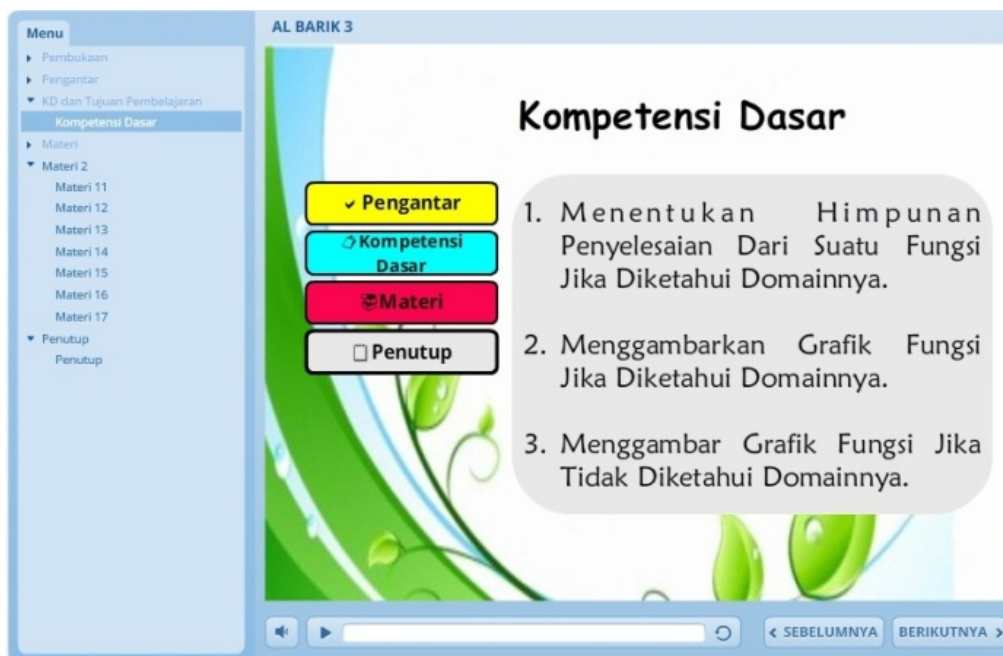 Menu
Pembukaan
Pengantar
KD dan Tujuan Pembelajaran
Kompetensi Dasar
Materi
Materi 2
Materi 11
Materi 12
Materi 13
Materi 14
Materi 15
Materi 16
Materi 17
Penutup
Penutup
AL BARIK 3
Kompetensi Dasar
Pengantar
Kompetensi
Dasar
Materi
Penutup
1. Menentukan Himpunan
Penyelesaian Dari Suatu Fungsi
Jika Diketahui Domainnya.
2. Menggambarkan Grafik Fungsi
Jika Diketahui Domainnya.
3. Menggambar Grafik Fungsi Jika
Tidak Diketahui Domainnya.
SEBELUMNYA
BERIKUTNYA